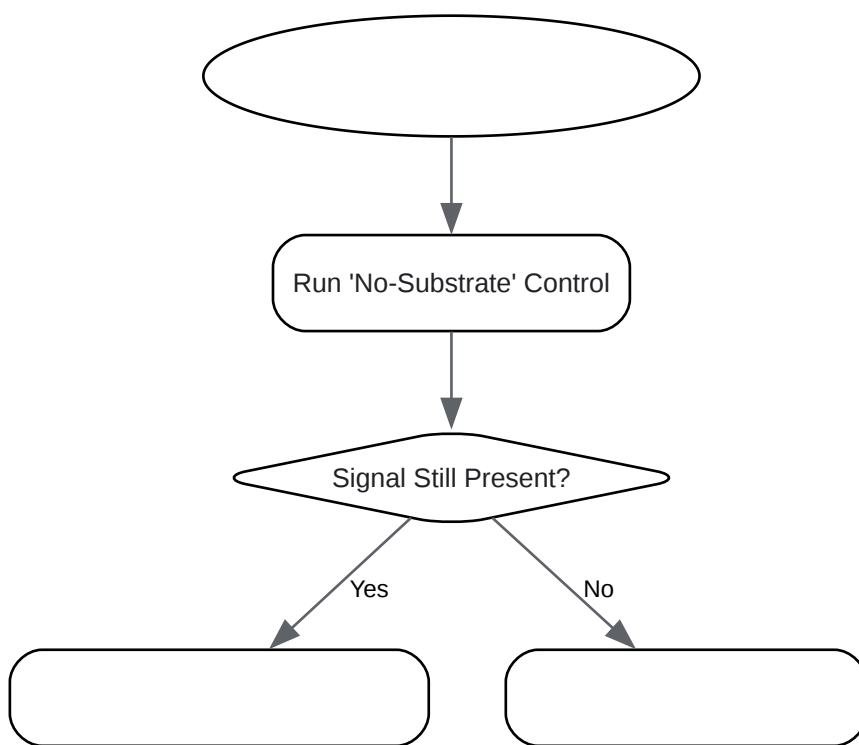 Run 'No-Substrate' Control
Signal Still Present?
Yes
No